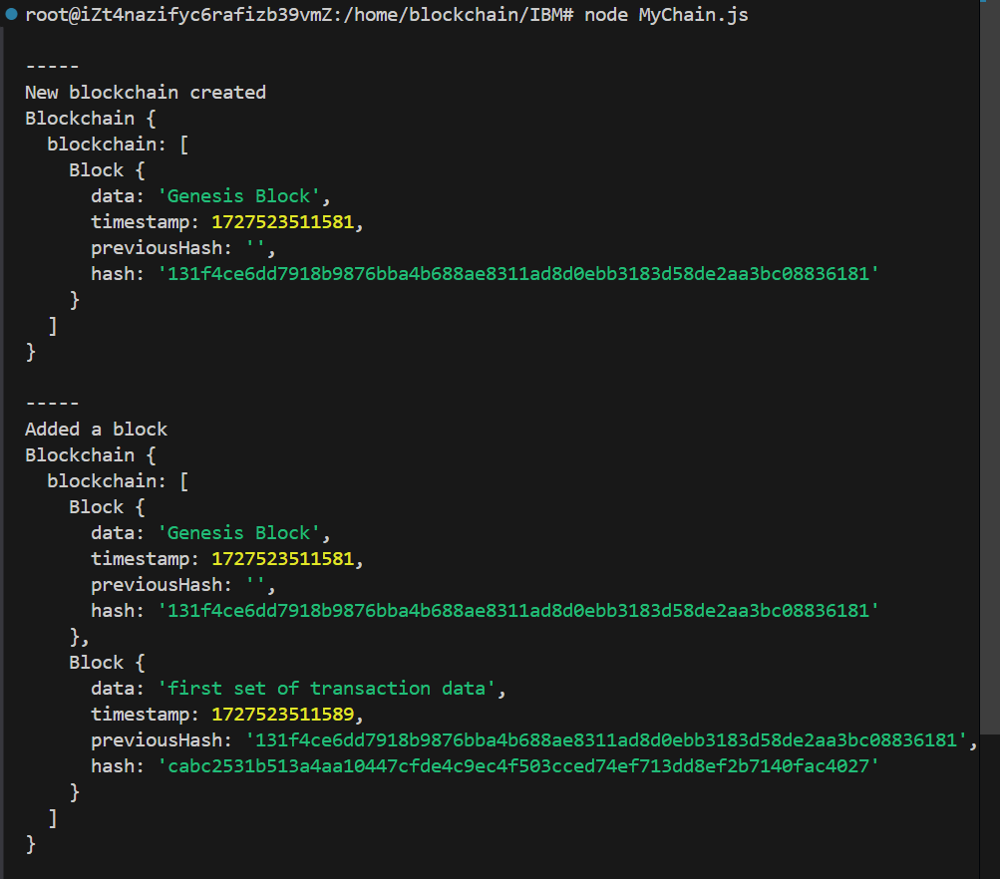 root@iZt4nazifyc6rafizb39vmZ:/home/blockchain/IBM# node MyChain.js
-----
New blockchain created
Blockchain {
  blockchain: [
    Block {
      data: 'Genesis Block',
      timestamp: 1727523511581,
      previousHash: '',
      hash: '131f4ce6dd7918b9876bba4b688ae8311ad8d0ebb3183d58de2aa3bc08836181'
    }
  ]
}
-----
Added a block
Blockchain {
  blockchain: [
    Block {
      data: 'Genesis Block',
      timestamp: 1727523511581,
      previousHash: '',
      hash: '131f4ce6dd7918b9876bba4b688ae8311ad8d0ebb3183d58de2aa3bc08836181'
    },
    Block {
      data: 'first set of transaction data',
      timestamp: 1727523511589,
      previousHash: '131f4ce6dd7918b9876bba4b688ae8311ad8d0ebb3183d58de2aa3bc08836181',
      hash: 'cabc2531b513a4aa10447cfde4c9ec4f503cced74ef713dd8ef2b7140fac4027'
    }
  ]
}